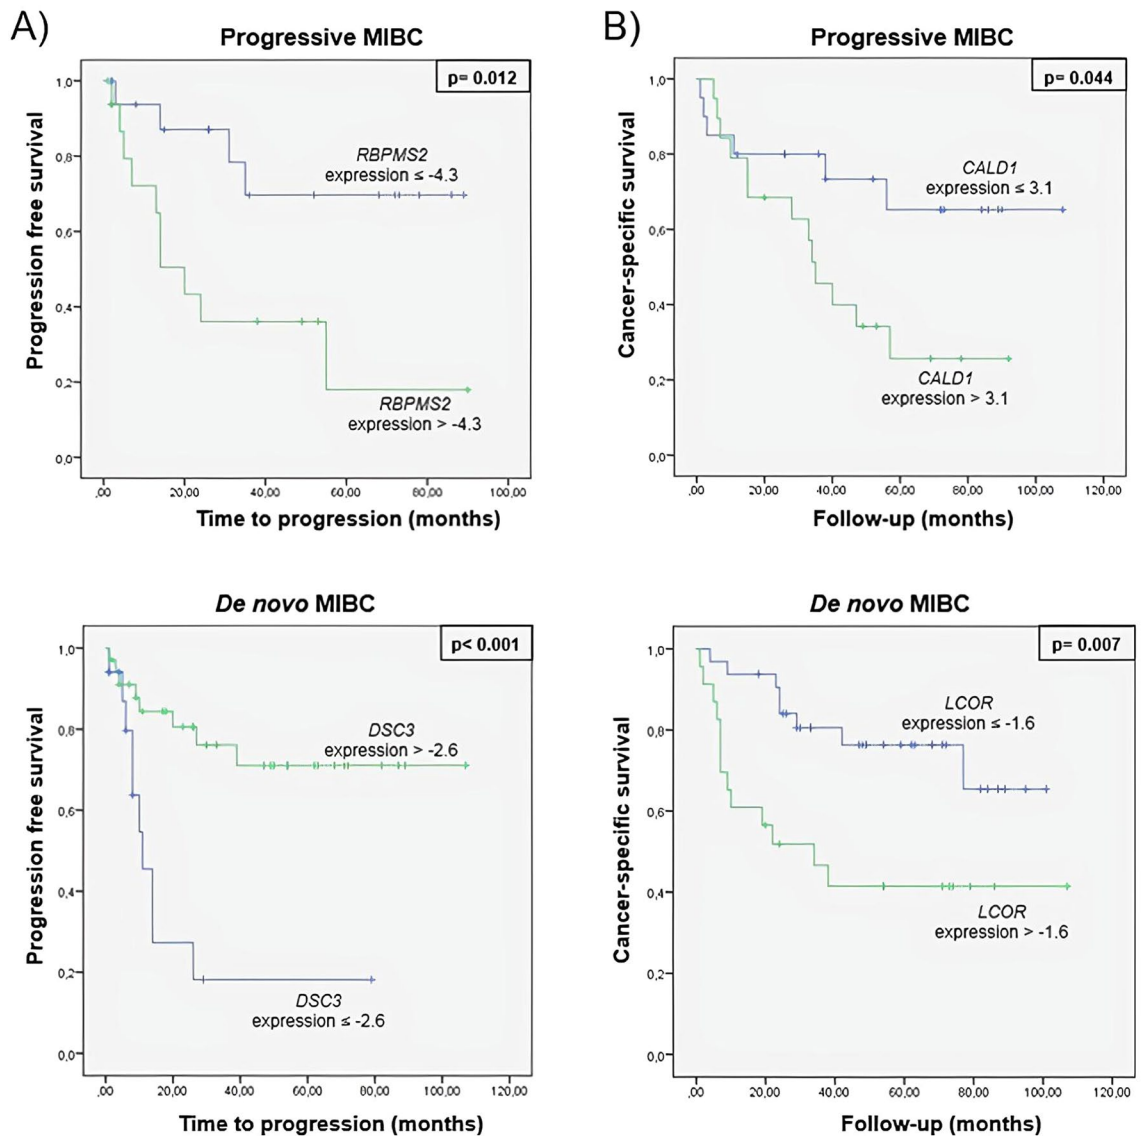 A)
Progressive MIBC
p= 0.012
Progression free survival
1,0
0,8
0,6
0,4
0,2
0,0
RBPMS2
expression ≤ -4.3
RBPMS2
expression > -4.3
,00 20,00 40,00 60,00 80,00 100,00
Time to progression (months)
B)
Progressive MIBC
p= 0.044
Cancer-specific survival
1,0
0,8
0,6
0,4
0,2
0,0
CALD1
expression ≤ 3.1
CALD1
expression > 3.1
,00 20,00 40,00 60,00 80,00 100,00 120,00
Follow-up (months)
De novo MIBC
p< 0.001
Progression free survival
1,0
0,8
0,6
0,4
0,2
0,0
DSC3
expression > -2.6
DSC3
expression ≤ -2.6
,00 20,00 40,00 60,00 80,00 100,00 120,00
Time to progression (months)
De novo MIBC
p= 0.007
Cancer-specific survival
1,0
0,8
0,6
0,4
0,2
0,0
LCOR
expression ≤ -1.6
LCOR
expression > -1.6
,00 20,00 40,00 60,00 80,00 100,00 120,00
Follow-up (months)